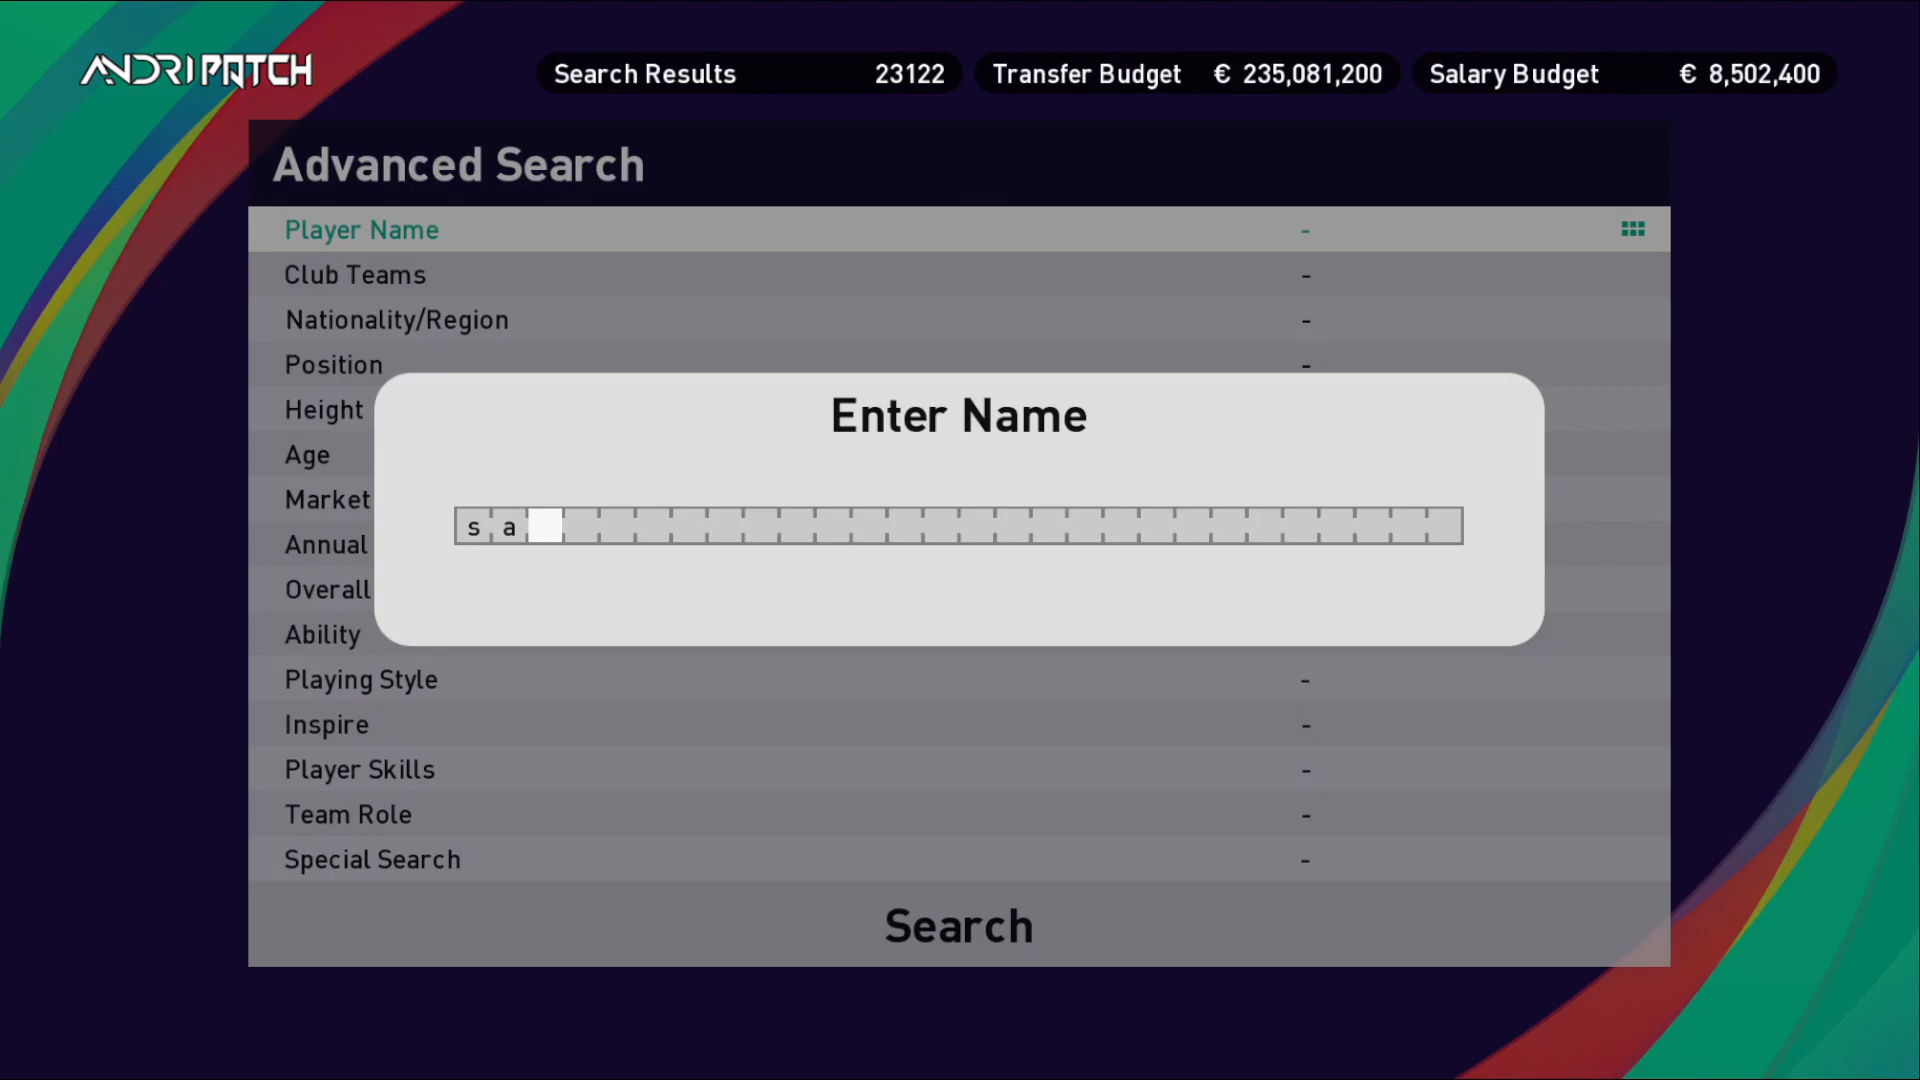 ANDRI PATCH
Search Results 23122
Transfer Budget € 235,081,200
Salary Budget € 8,502,400
Advanced Search
Player Name -
Club Teams -
Nationality/Region -
Position -
Height
Age
Market
Annual
Overall
Ability
Enter Name
sa
Playing Style -
Inspire -
Player Skills -
Team Role -
Special Search -
Search